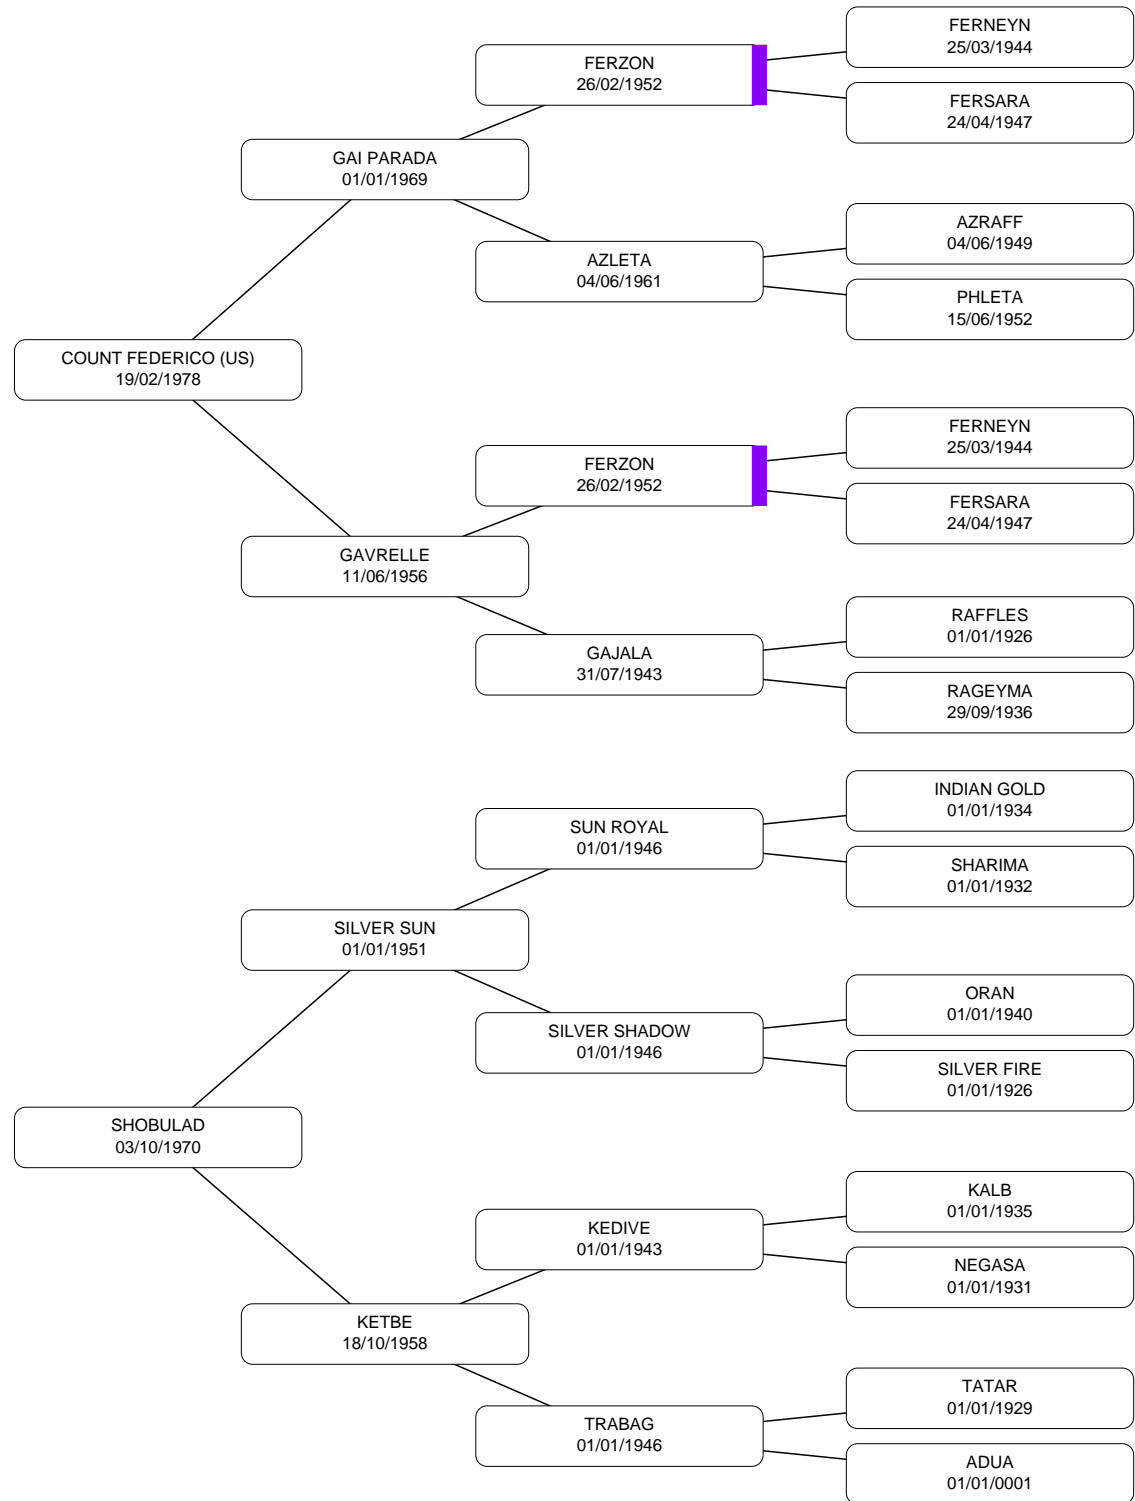 FERNEYN
25/03/1944
FERZON
26/02/1952
FERSARA
24/04/1947
GAI PARADA
01/01/1969
AZRAFF
04/06/1949
AZLETA
04/06/1961
PHLETA
15/06/1952
COUNT FEDERICO (US)
19/02/1978
FERNEYN
25/03/1944
FERZON
26/02/1952
FERSARA
24/04/1947
GAVRELLE
11/06/1956
RAFFLES
01/01/1926
GAJALA
31/07/1943
RAGEYMA
29/09/1936
INDIAN GOLD
01/01/1934
SUN ROYAL
01/01/1946
SHARIMA
01/01/1932
SILVER SUN
01/01/1951
ORAN
01/01/1940
SILVER SHADOW
01/01/1946
SILVER FIRE
01/01/1926
SHOBULAD
03/10/1970
KALB
01/01/1935
KEDIVE
01/01/1943
NEGASA
01/01/1931
KETBE
18/10/1958
TATAR
01/01/1929
TRABAG
01/01/1946
ADUA
01/01/0001